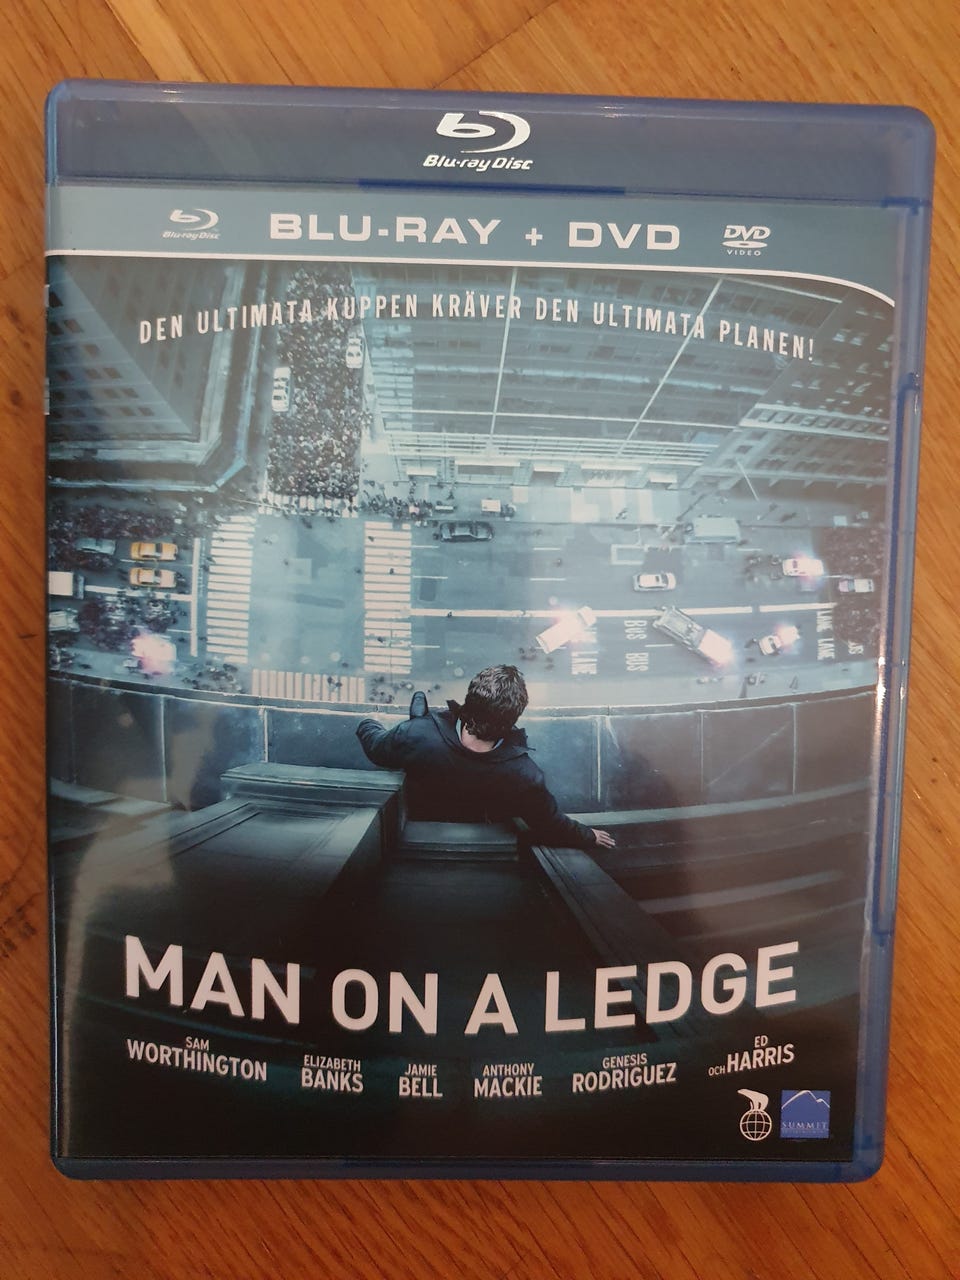 Blu-ray Disc
Blu-ray Disc BLU-RAY + DVD DVD VIDEO
DEN ULTIMATA KUPPEN KRÄVER DEN ULTIMATA PLANEN!
BUS BUS
LANE
LANE LANE
MAN ON A LEDGE
SAM WORTHINGTON
ELIZABETH BANKS
JAMIE BELL
ANTHONY MACKIE
GENESIS RODRIGUEZ
OCH ED HARRIS
SUMMIT